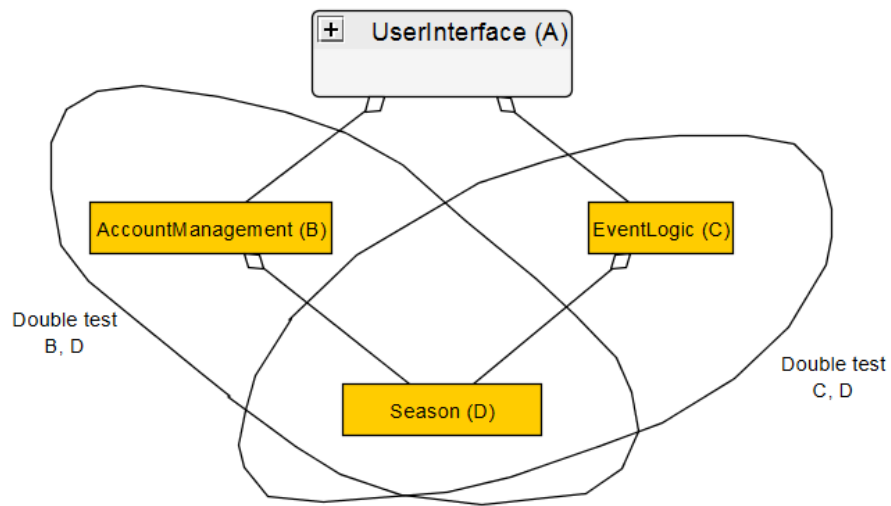 UserInterface (A)
AccountManagement (B)
EventLogic (C)
Double test
B, D
Double test
C, D
Season (D)